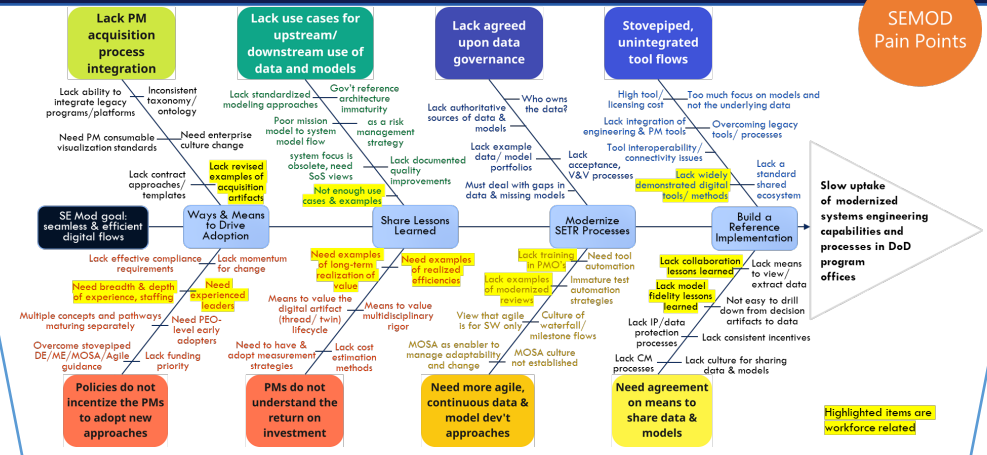 SEMOD
Pain Points
Lack PM
acquisition
process
integration
Lack use cases for
upstream/
downstream use of
data and models
Lack agreed
upon data
governance
Stovepiped,
unintegrated
tool flows
Lack ability to
integrate legacy
programs/platforms
Inconsistent
taxonomy/
ontology
Need PM consumable
visualization standards
Need enterprise
culture change
Lack contract
approaches/
templates
Lack revised
examples of
acquisition
artifacts
Lack standardized
modeling approaches
Gov't reference
architecture
immaturity
Poor mission
model to system
model flow
as a risk
management
strategy
system focus is
obsolete, need
SoS views
Lack documented
quality
improvements
Not enough use
cases & examples
Who owns
the data?
Lack authoritative
sources of data &
models
Lack example
data/ model
portfolios
Lack
acceptance,
V&V processes
Must deal with gaps in
data & missing models
High tool/
licensing cost
Too much focus on models and
not the underlying data
Lack integration of
engineering & PM tools
Overcoming legacy
tools/ processes
Tool interoperability/
connectivity issues
Lack widely
demonstrated digital
tools/ methods
Lack a
standard
shared
ecosystem
SE Mod goal:
seamless & efficient
digital flows
Ways & Means
to Drive
Adoption
Share Lessons
Learned
Modernize
SETR Processes
Build a
Reference
Implementation
Slow uptake
of modernized
systems engineering
capabilities and
processes in DoD
program
offices
Lack effective compliance
requirements
Lack momentum
for change
Need breadth & depth
of experience, staffing
Need
experienced
leaders
Multiple concepts and pathways
maturing separately
Need PEO-
level early
adopters
Overcome stovepiped
DE/ME/MOSA/Agile
guidance
Lack funding
priority
Need examples
of long-term
realization of
value
Need examples
of realized
efficiencies
Means to value the
digital artifact
(thread/ twin)
lifecycle
Means to value
multidisciplinary
rigor
Need to have &
adopt measurement
strategies
Lack cost
estimation
methods
Lack training
in PMO's
Need tool
automation
Lack examples
of modernized
reviews
Immature test
automation
strategies
View that agile
is for SW only
Culture of
waterfall/
milestone flows
MOSA as enabler to
manage adaptability
and change
MOSA culture
not established
Lack collaboration
lessons learned
Lack means
to view/
extract
data
Lack model
fidelity lessons
learned
Not easy to drill
down from decision
artifacts to data
Lack IP/data
protection
processes
Lack consistent incentives
Lack CM
processes
Lack culture for sharing
data & models
Policies do not
incentize the PMs
to adopt new
approaches
PMs do not
understand the
return on
investment
Need more agile,
continuous data &
model dev't
approaches
Need agreement
on means to
share data &
models
Highlighted items are
workforce related